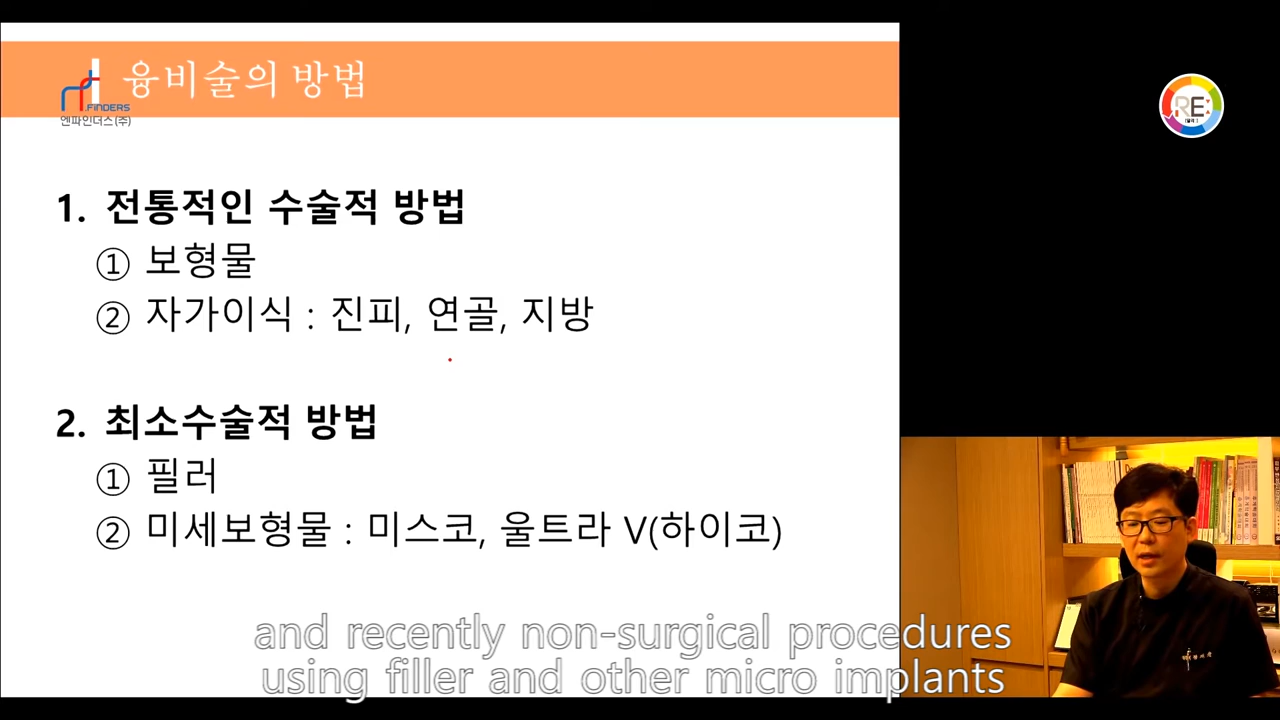 융비술의 방법
.FINDERS
엔파인더스(주)
RE:
1. 전통적인 수술적 방법
① 보형물
② 자가이식 : 진피, 연골, 지방
2. 최소수술적 방법
① 필러
② 미세보형물 : 미스코, 울트라 V(하이코)
and recently non-surgical procedures
using filler and other micro implants